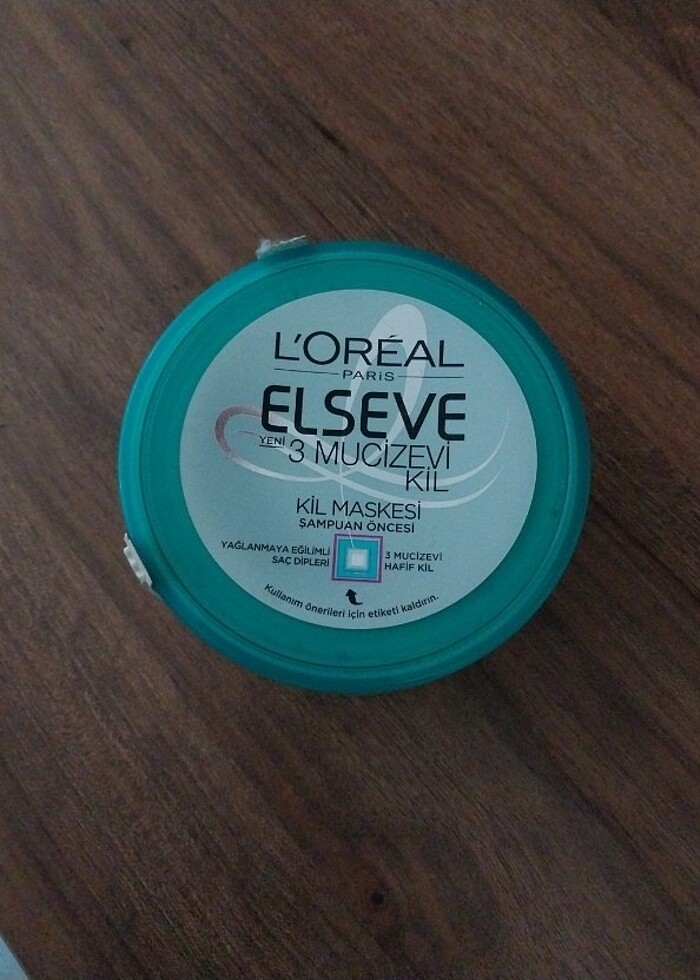 L'ORÉAL
PARİS
ELSEVE
YENİ 3 MUCİZEVİ
KİL
KİL MASKESİ
ŞAMPUAN ÖNCESİ
YAĞLANMAYA EĞİLİMLİ
SAÇ DİPLERİ
3 MUCİZEVİ
HAFİF KİL
Kullanım önerileri için etiketi kaldırın.